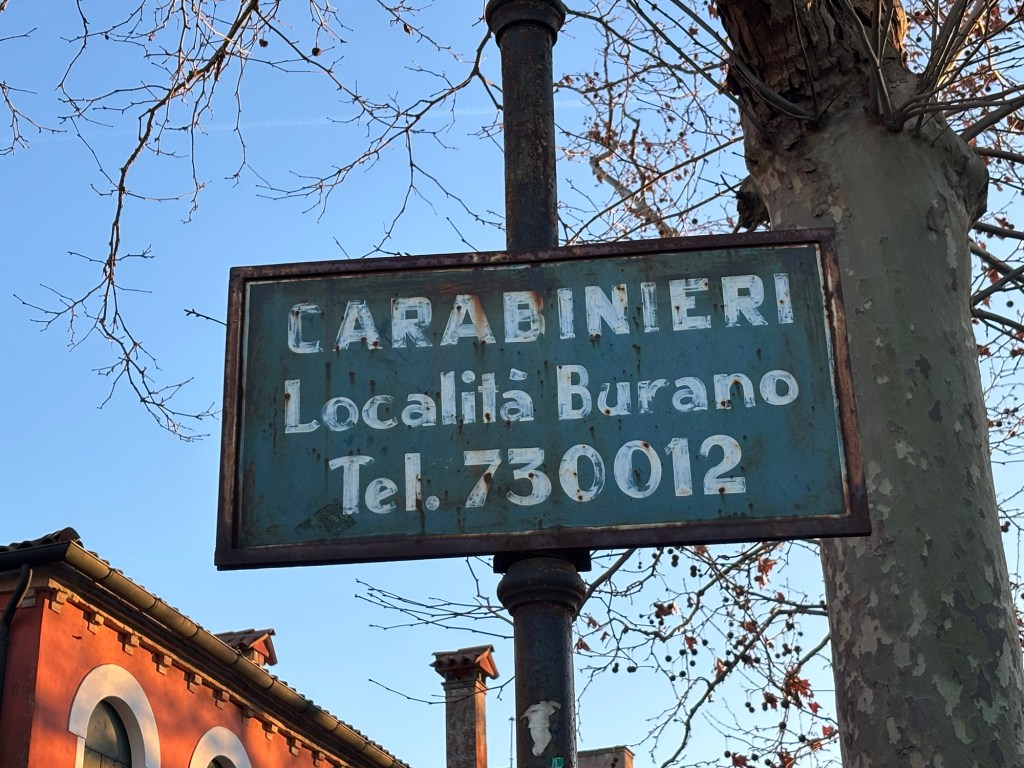 CARABINIERI
Località Burano
Tel. 730012